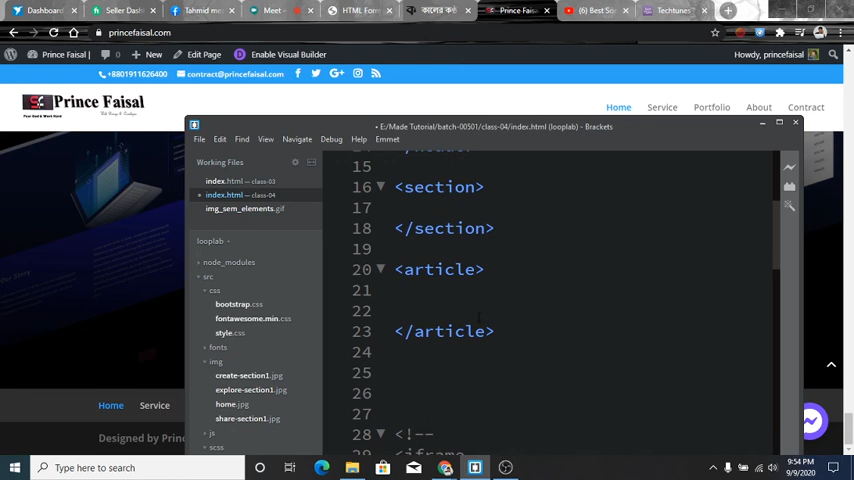 Dashboard
Seller Dash
Tahmid me
Meet -
HTML Form
কালের কণ্ঠ
Prince Faisal
(6) Best So
Techtunes
princefaisal.com
Prince Faisal
0
New
Edit Page
Enable Visual Builder
Howdy, princefaisal
+8801911626400
contract@princefaisal.com
Prince Faisal
Home Service Portfolio About Contract
• E:/Made Tutorial/batch-00501/class-04/index.html (looplab) - Brackets
File Edit Find View Navigate Debug Help Emmet
Working Files
index.html — class-03
index.html — class-04
img_sem_elements.gif
looplab
node_modules
src
css
bootstrap.css
fontawesome.min.css
style.css
fonts
img
create-section1.jpg
explore-section1.jpg
home.jpg
share-section1.jpg
js
scss
15
16 <section>
17
18 </section>
19
20 <article>
21
22
23 </article>
24
25
26
27
28 <!--
29 <iframe
Home Service
Designed by Princ
Type here to search
9:54 PM
9/9/2020